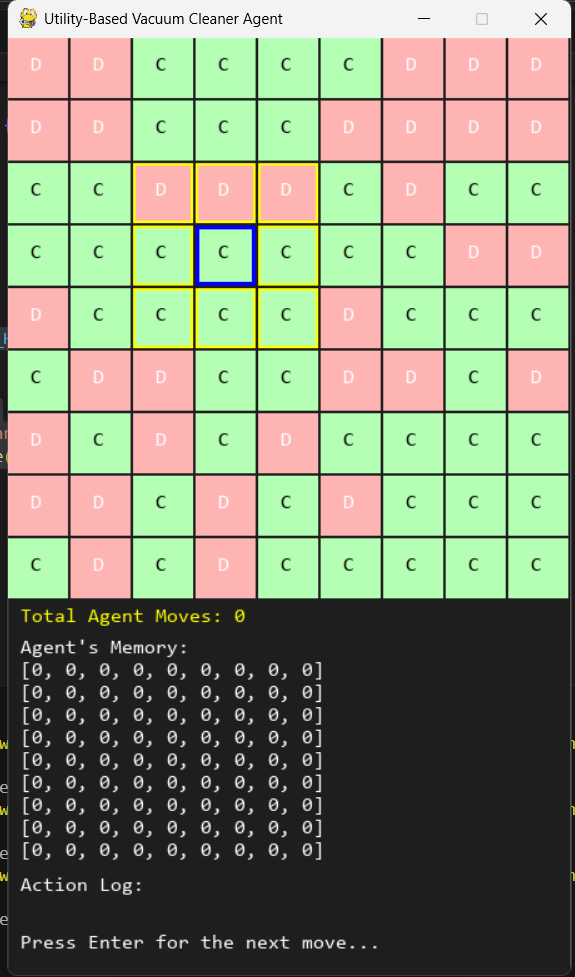 Utility-Based Vacuum Cleaner Agent
D D C C C C D D D
D D C C C D D D D
C C D D D C D C C
C C C C C C C D D
D C C C C D C C C
C D D C C D D C D
D C D C D C C C C
D D C D C D C C C
C D C D C C C C C
Total Agent Moves: 0
Agent's Memory:
[0, 0, 0, 0, 0, 0, 0, 0, 0]
[0, 0, 0, 0, 0, 0, 0, 0, 0]
[0, 0, 0, 0, 0, 0, 0, 0, 0]
[0, 0, 0, 0, 0, 0, 0, 0, 0]
[0, 0, 0, 0, 0, 0, 0, 0, 0]
[0, 0, 0, 0, 0, 0, 0, 0, 0]
[0, 0, 0, 0, 0, 0, 0, 0, 0]
[0, 0, 0, 0, 0, 0, 0, 0, 0]
[0, 0, 0, 0, 0, 0, 0, 0, 0]
Action Log:
Press Enter for the next move...